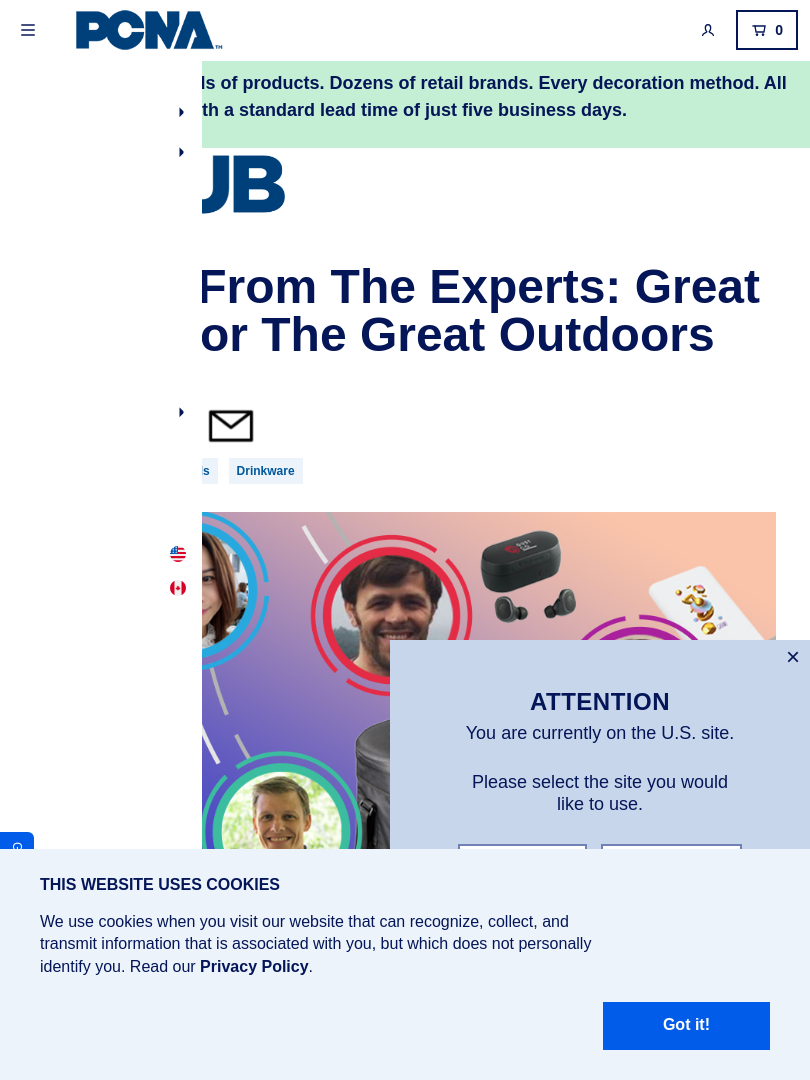 PCNA™
0
ls of products. Dozens of retail brands. Every decoration method. All
th a standard lead time of just five business days.
UB
From The Experts: Great
or The Great Outdoors
ls
Drinkware
ATTENTION
You are currently on the U.S. site.
Please select the site you would
like to use.
THIS WEBSITE USES COOKIES
We use cookies when you visit our website that can recognize, collect, and
transmit information that is associated with you, but which does not personally
identify you. Read our Privacy Policy.
Got it!